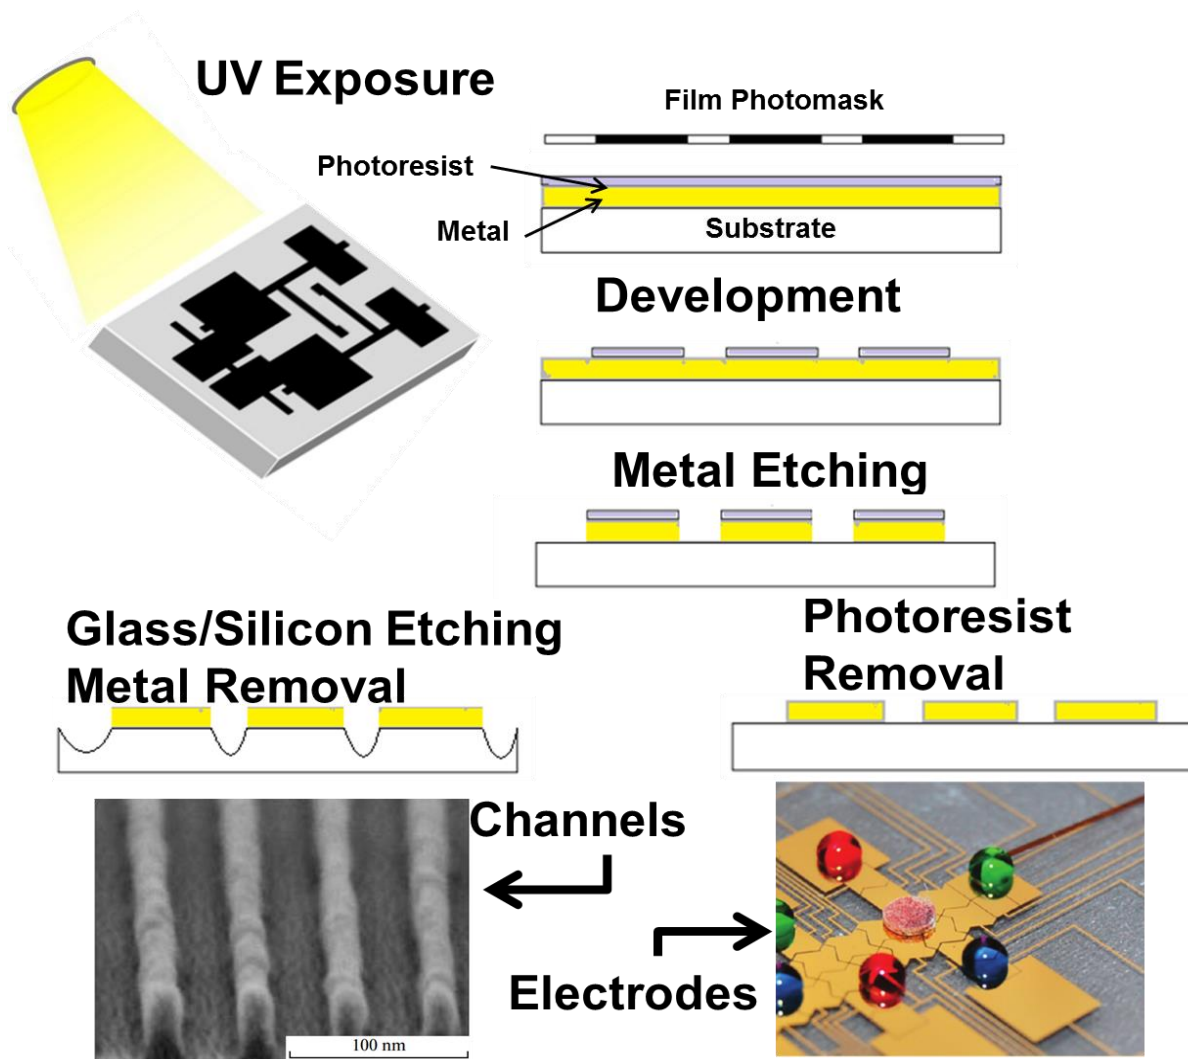 UV Exposure
Film Photomask
Photoresist
Metal
Substrate
Development
Metal Etching
Glass/Silicon Etching
Metal Removal
Photoresist
Removal
Channels
Electrodes
100 nm